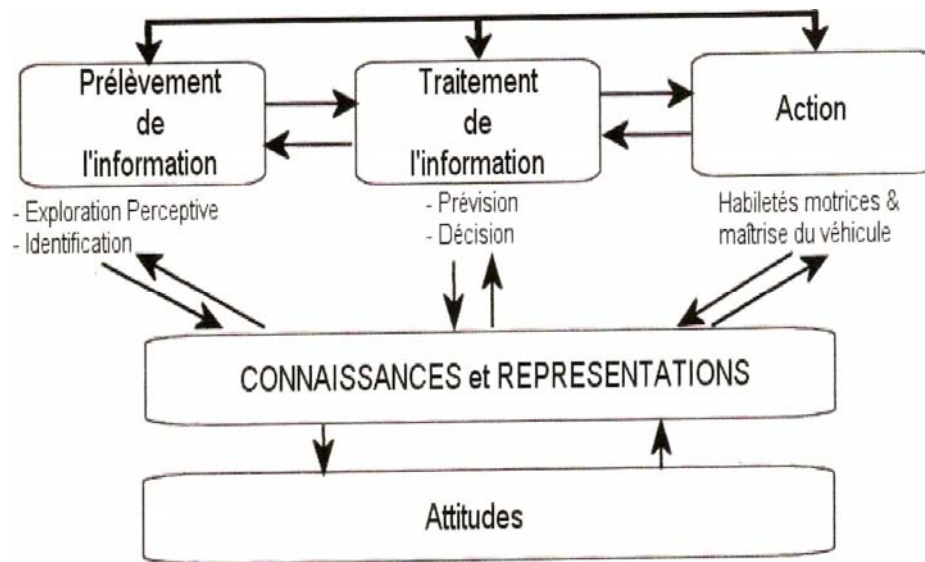 Prélèvement
de
l'information
Traitement
de
l'information
Action
- Exploration Perceptive
- Identification
- Prévision
- Décision
Habiletés motrices &
maîtrise du véhicule
CONNAISSANCES et REPRESENTATIONS
Attitudes